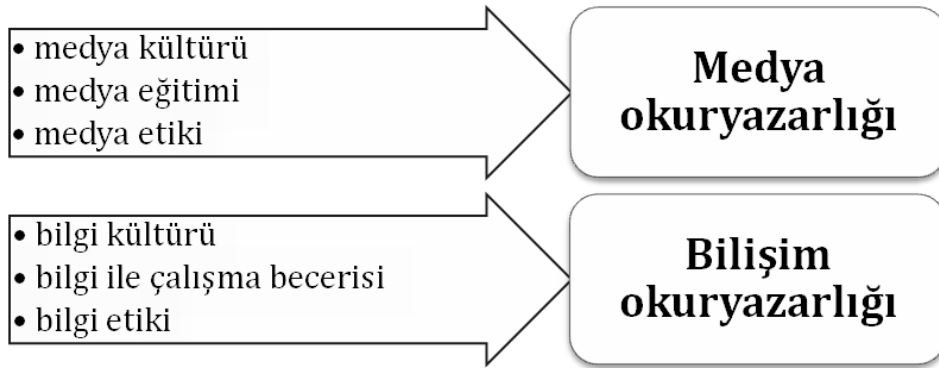 • medya kültürü
• medya eğitimi
• medya etiki
Medya
okuryazarlığı
• bilgi kültürü
• bilgi ile çalışma becerisi
• bilgi etiki
Bilişim
okuryazarlığı